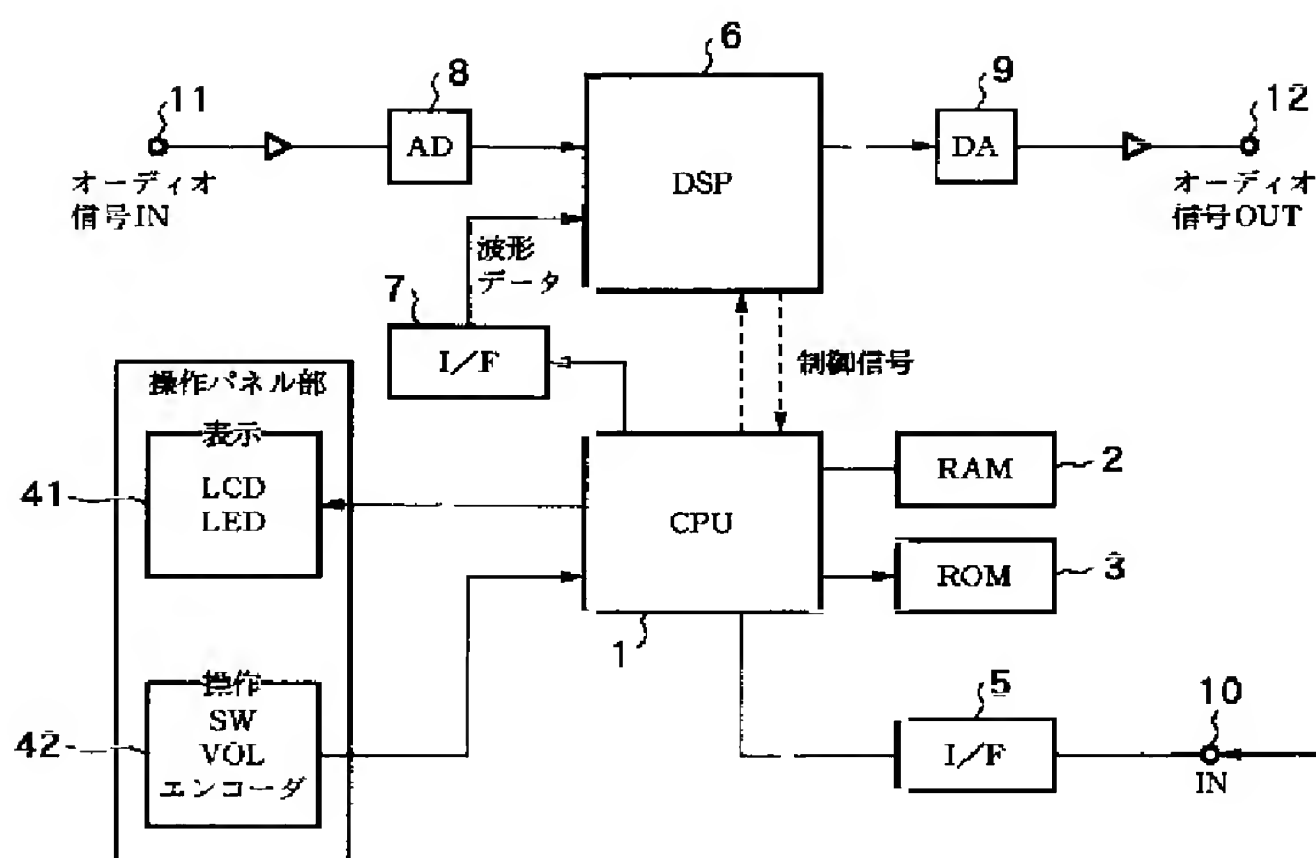 6
8
9
11
12
AD
DSP
DA
オーディオ
信号IN
オーディオ
信号OUT
波形
データ
7
I/F
制御信号
操作パネル部
表示
LCD
LED
41
CPU
RAM
2
ROM
3
1
操作
SW
VOL
エンコーダ
42
5
I/F
10
IN